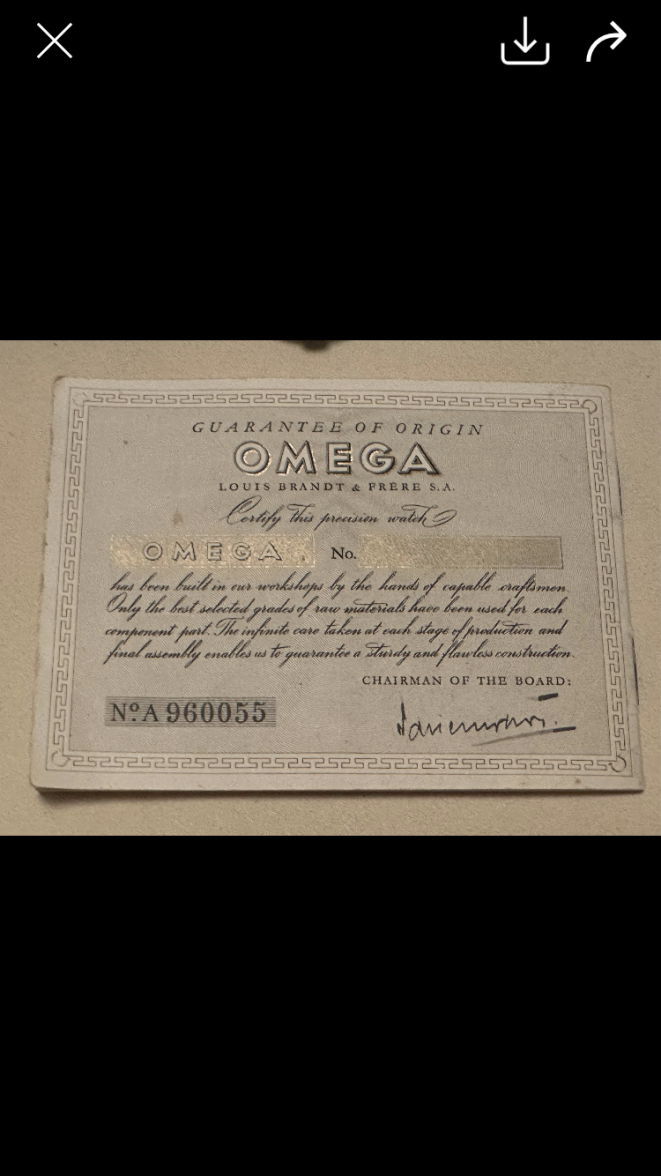 GUARANTEE OF ORIGIN
OMEGA
LOUIS BRANDT & FRÈRE S.A.
Certify this precision watch
OMEGA No.
has been built in our workshops by the hands of capable craftsmen.
Only the best selected grades of raw materials have been used for each
component part. The infinite care taken at each stage of production and
final assembly enables us to guarantee a sturdy and flawless construction.
CHAIRMAN OF THE BOARD:
No. A 960055